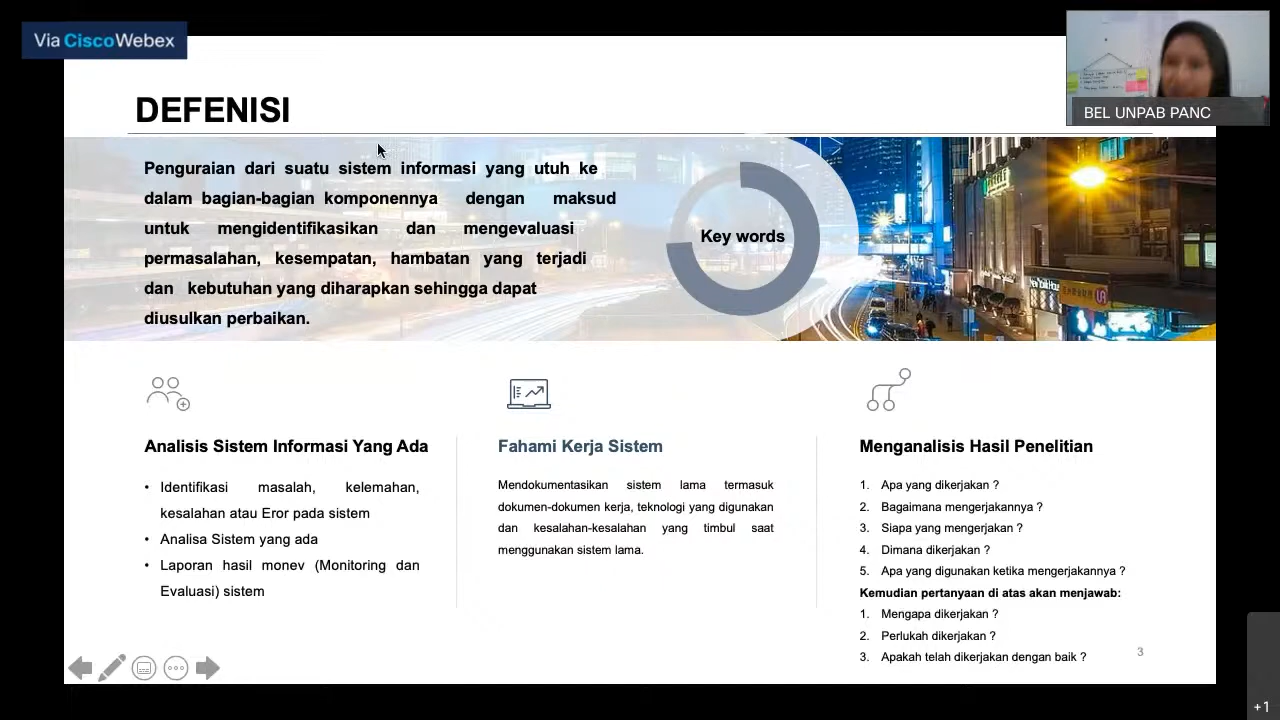 Via CiscoWebex
BEL UNPAB PANC
DEFENISI
Penguraian dari suatu sistem informasi yang utuh ke
dalam bagian-bagian komponennya dengan maksud
untuk mengidentifikasikan dan mengevaluasi
permasalahan, kesempatan, hambatan yang terjadi
dan kebutuhan yang diharapkan sehingga dapat
diusulkan perbaikan.
Key words
Analisis Sistem Informasi Yang Ada
• Identifikasi masalah, kelemahan,
kesalahan atau Eror pada sistem
• Analisa Sistem yang ada
• Laporan hasil monev (Monitoring dan
Evaluasi) sistem
Fahami Kerja Sistem
Mendokumentasikan sistem lama termasuk
dokumen-dokumen kerja, teknologi yang digunakan
dan kesalahan-kesalahan yang timbul saat
menggunakan sistem lama.
Menganalisis Hasil Penelitian
1. Apa yang dikerjakan ?
2. Bagaimana mengerjakannya ?
3. Siapa yang mengerjakan ?
4. Dimana dikerjakan ?
5. Apa yang digunakan ketika mengerjakannya ?
Kemudian pertanyaan di atas akan menjawab:
1. Mengapa dikerjakan ?
2. Perlukah dikerjakan ?
3. Apakah telah dikerjakan dengan baik ?
3
+1